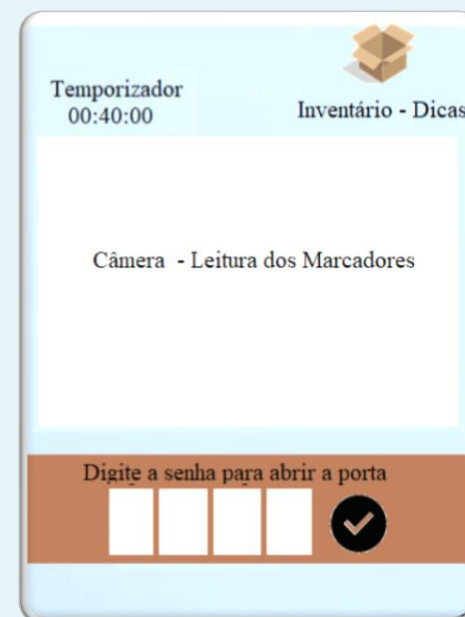 Temporizador
00:40:00
Inventário - Dicas
Câmera - Leitura dos Marcadores
Digite a senha para abrir a porta